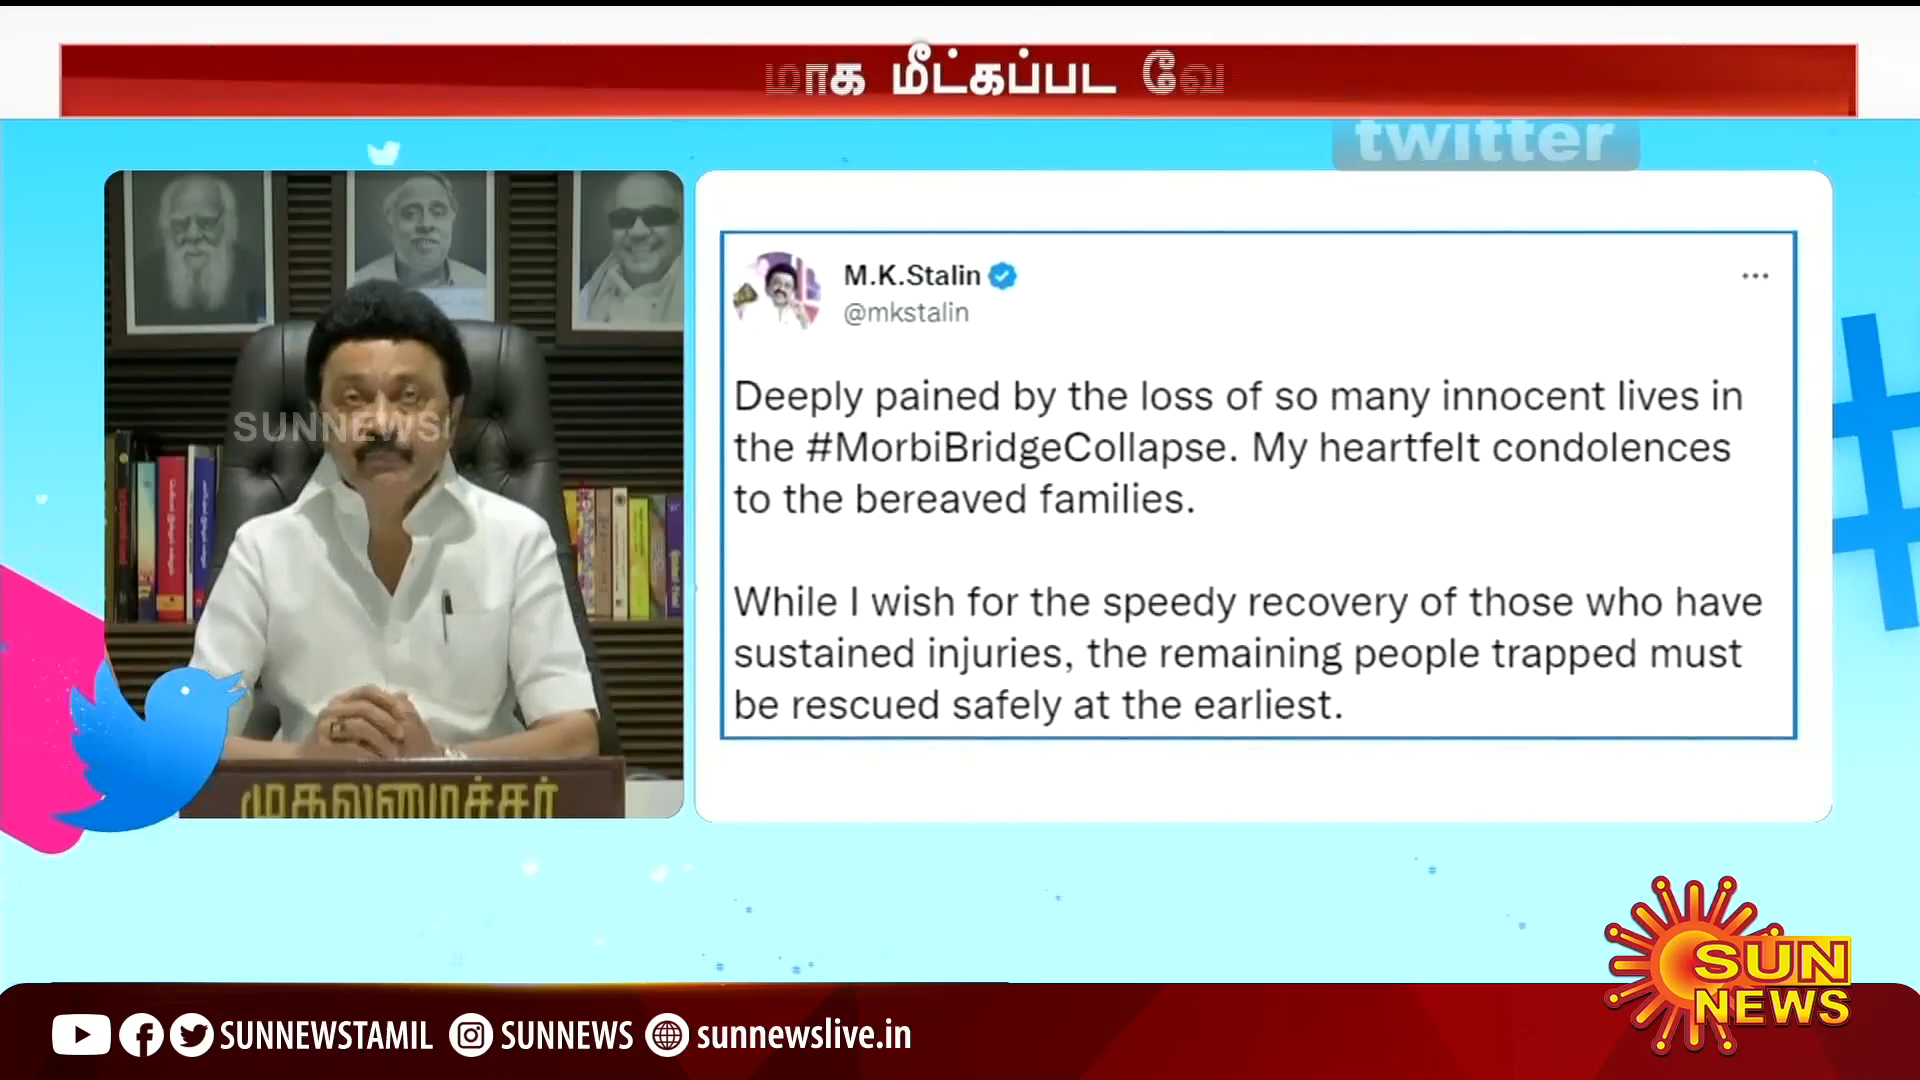 மாக மீட்கப்பட வே
twitter
SUNNEWS
M.K.Stalin
@mkstalin
Deeply pained by the loss of so many innocent lives in
the #MorbiBridgeCollapse. My heartfelt condolences
to the bereaved families.
While I wish for the speedy recovery of those who have
sustained injuries, the remaining people trapped must
be rescued safely at the earliest.
முதலமைச்சர்
#
SUN
NEWS
SUNNEWSTAMIL SUNNEWS sunnewslive.in